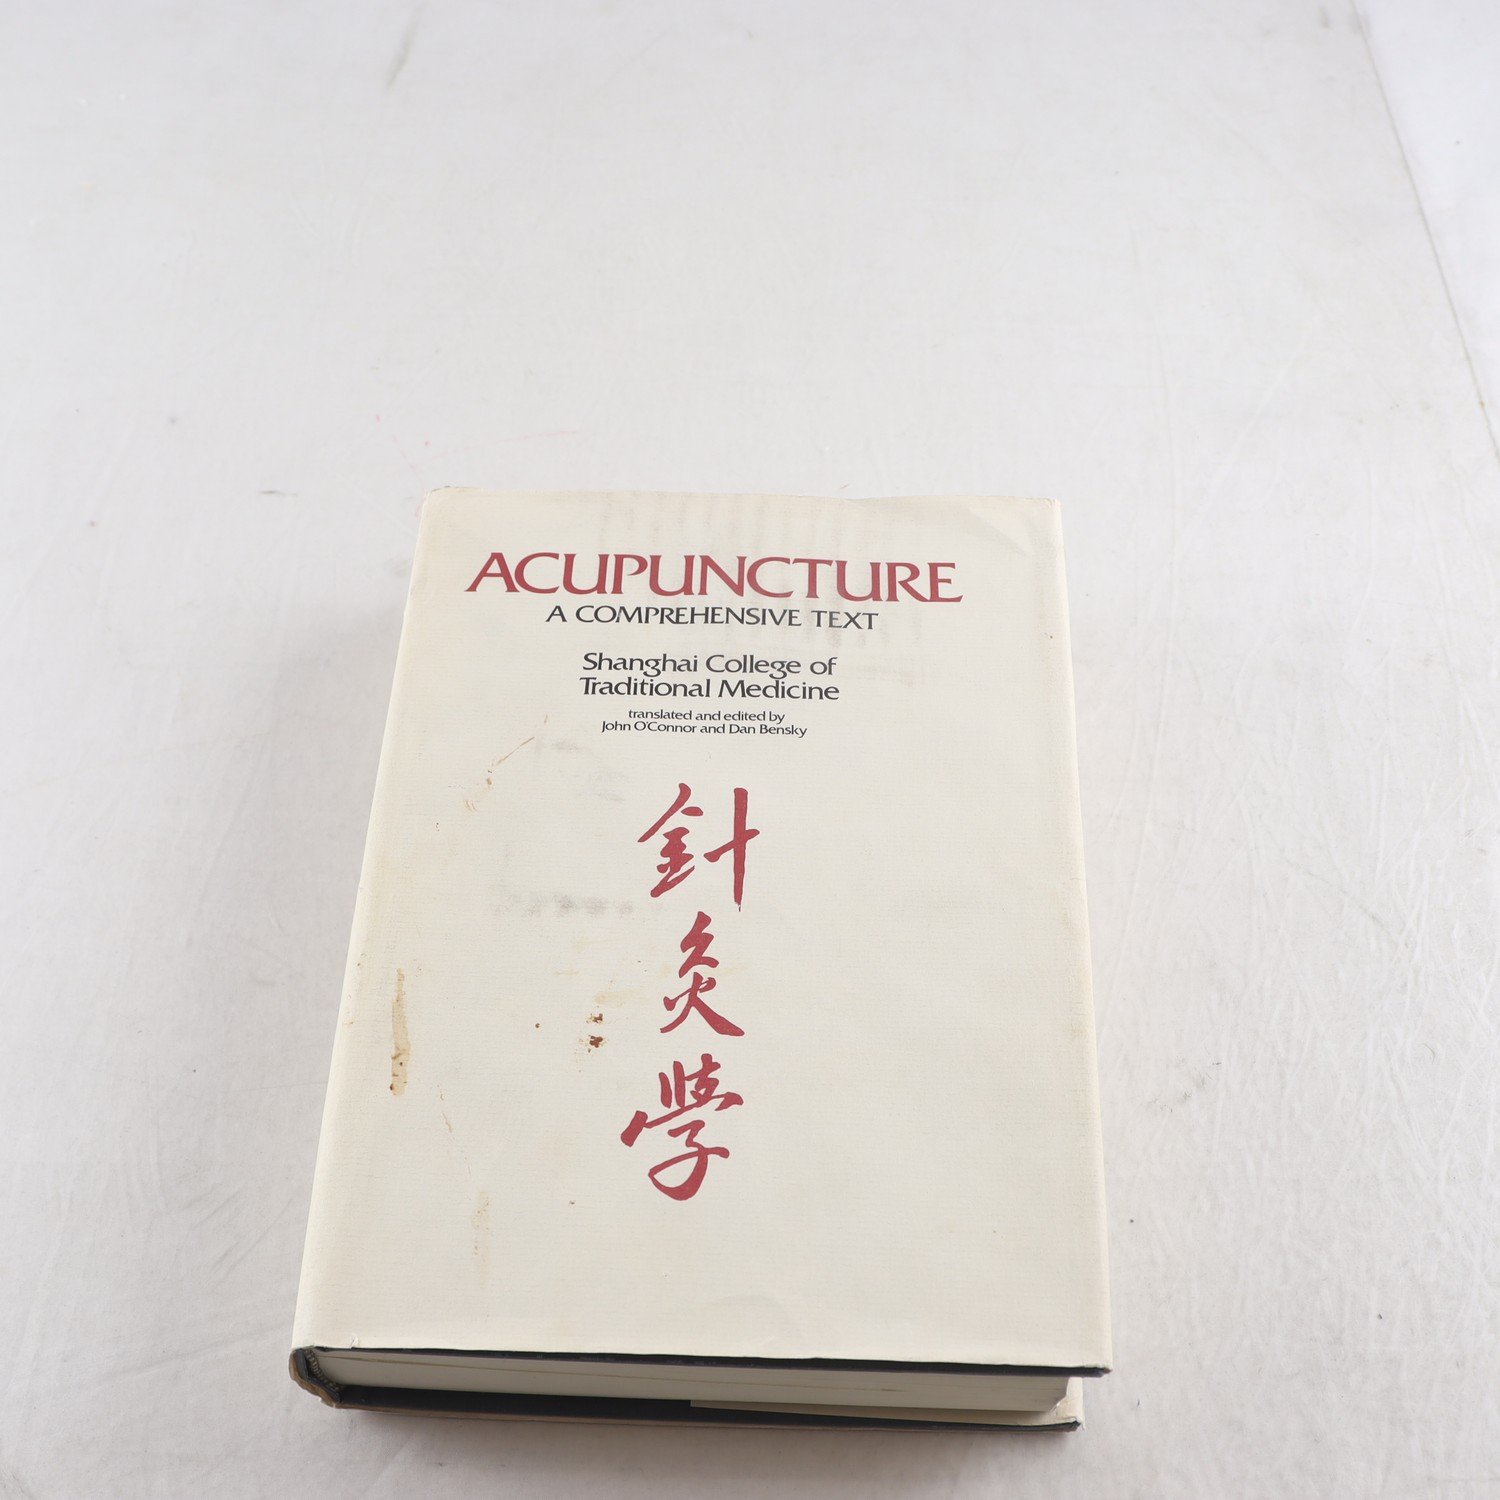 ACUPUNCTURE
A COMPREHENSIVE TEXT
Shanghai College of
Traditional Medicine
translated and edited by
John O'Connor and Dan Bensky
針
灸
學